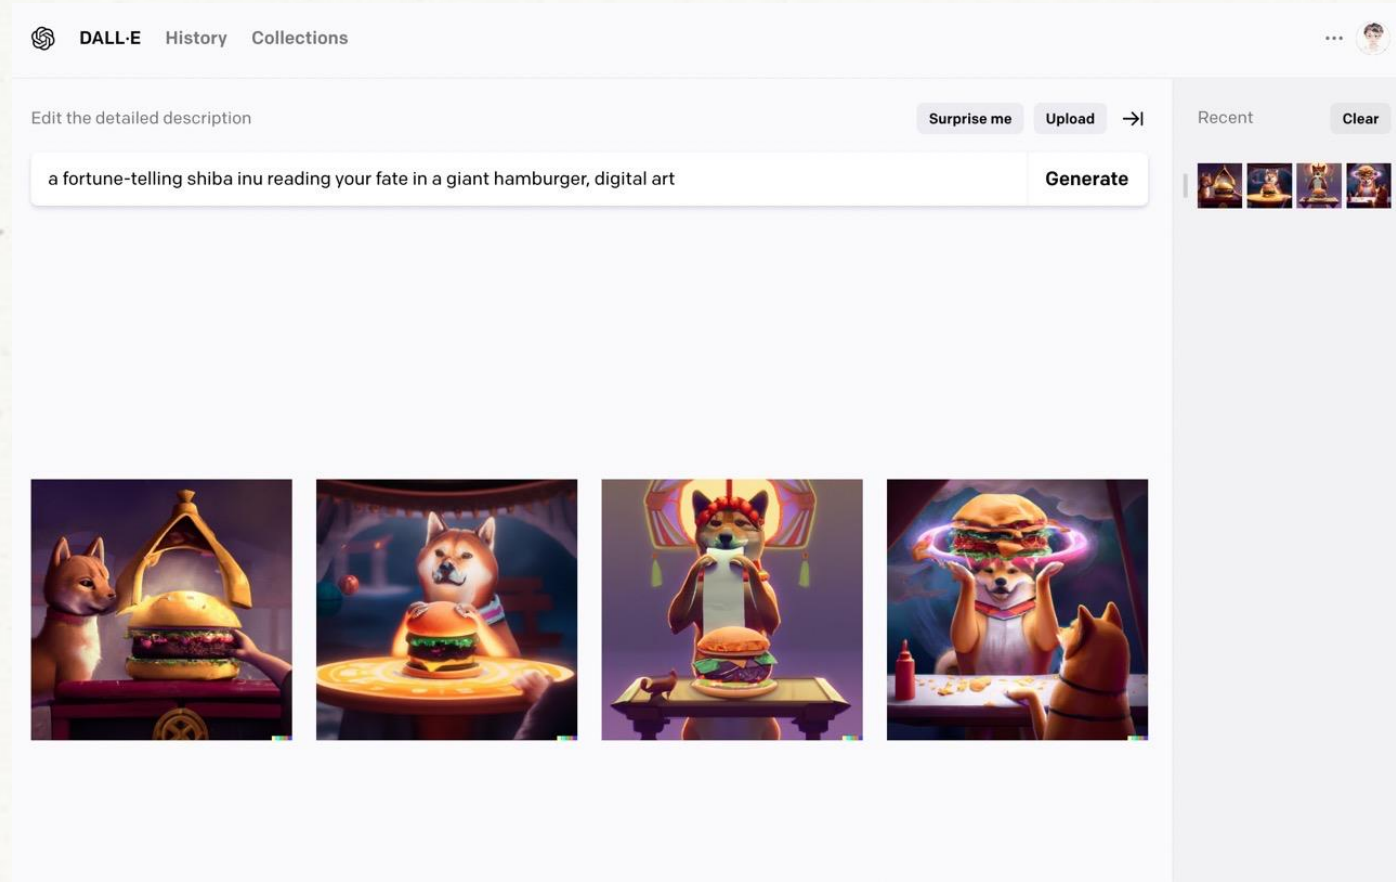 DALL·E History Collections
Edit the detailed description
Surprise me
Upload
Recent
Clear
a fortune-telling shiba inu reading your fate in a giant hamburger, digital art
Generate